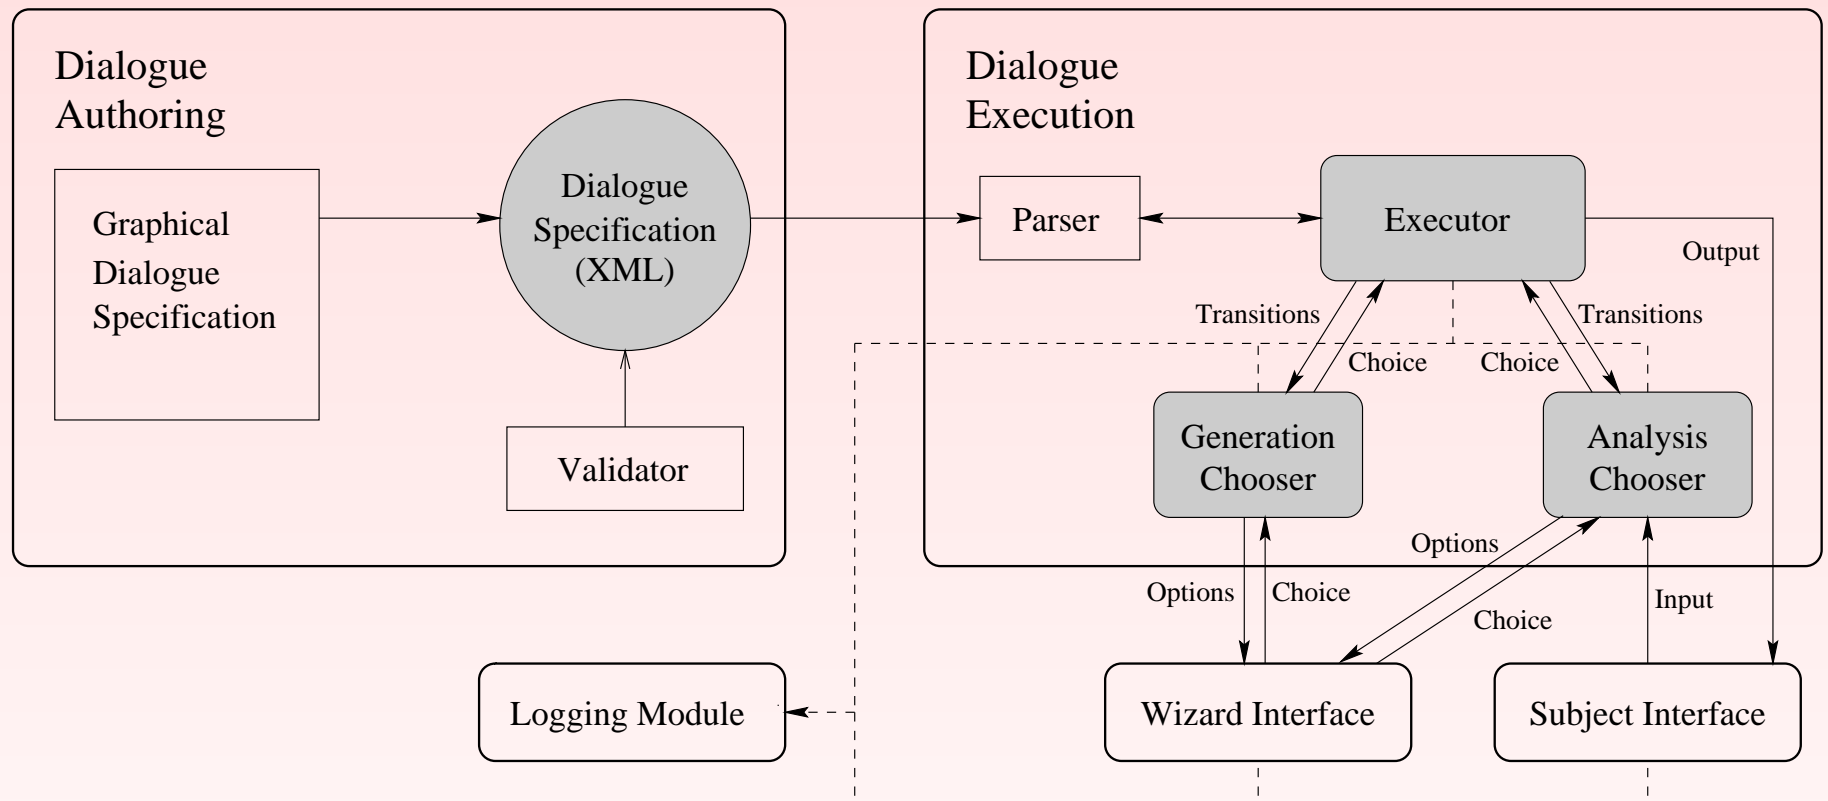 Dialogue
Authoring
Graphical
Dialogue
Specification
Dialogue
Specification
(XML)
Validator
Dialogue
Execution
Parser
Executor
Output
Transitions
Transitions
Choice
Choice
Generation
Chooser
Analysis
Chooser
Options
Options
Choice
Input
Choice
Logging Module
Wizard Interface
Subject Interface